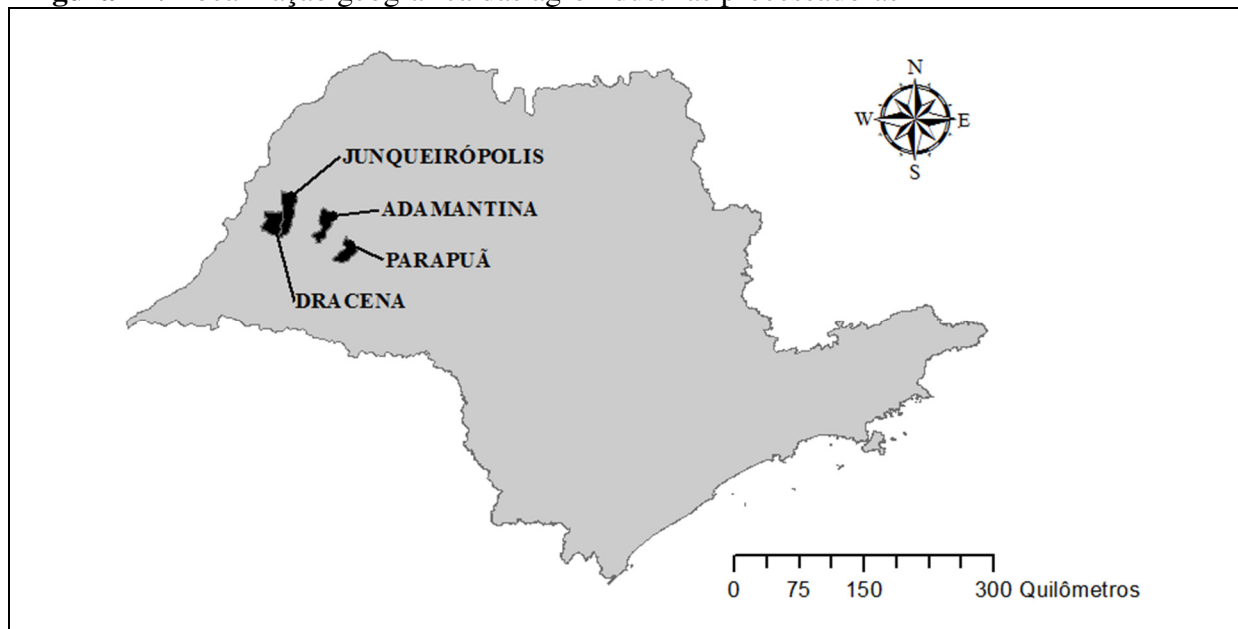 N
W E
S
JUNQUEIRÓPOLIS
ADAMANTINA
PARAPUÃ
DRACENA
0 75 150 300 Quilômetros